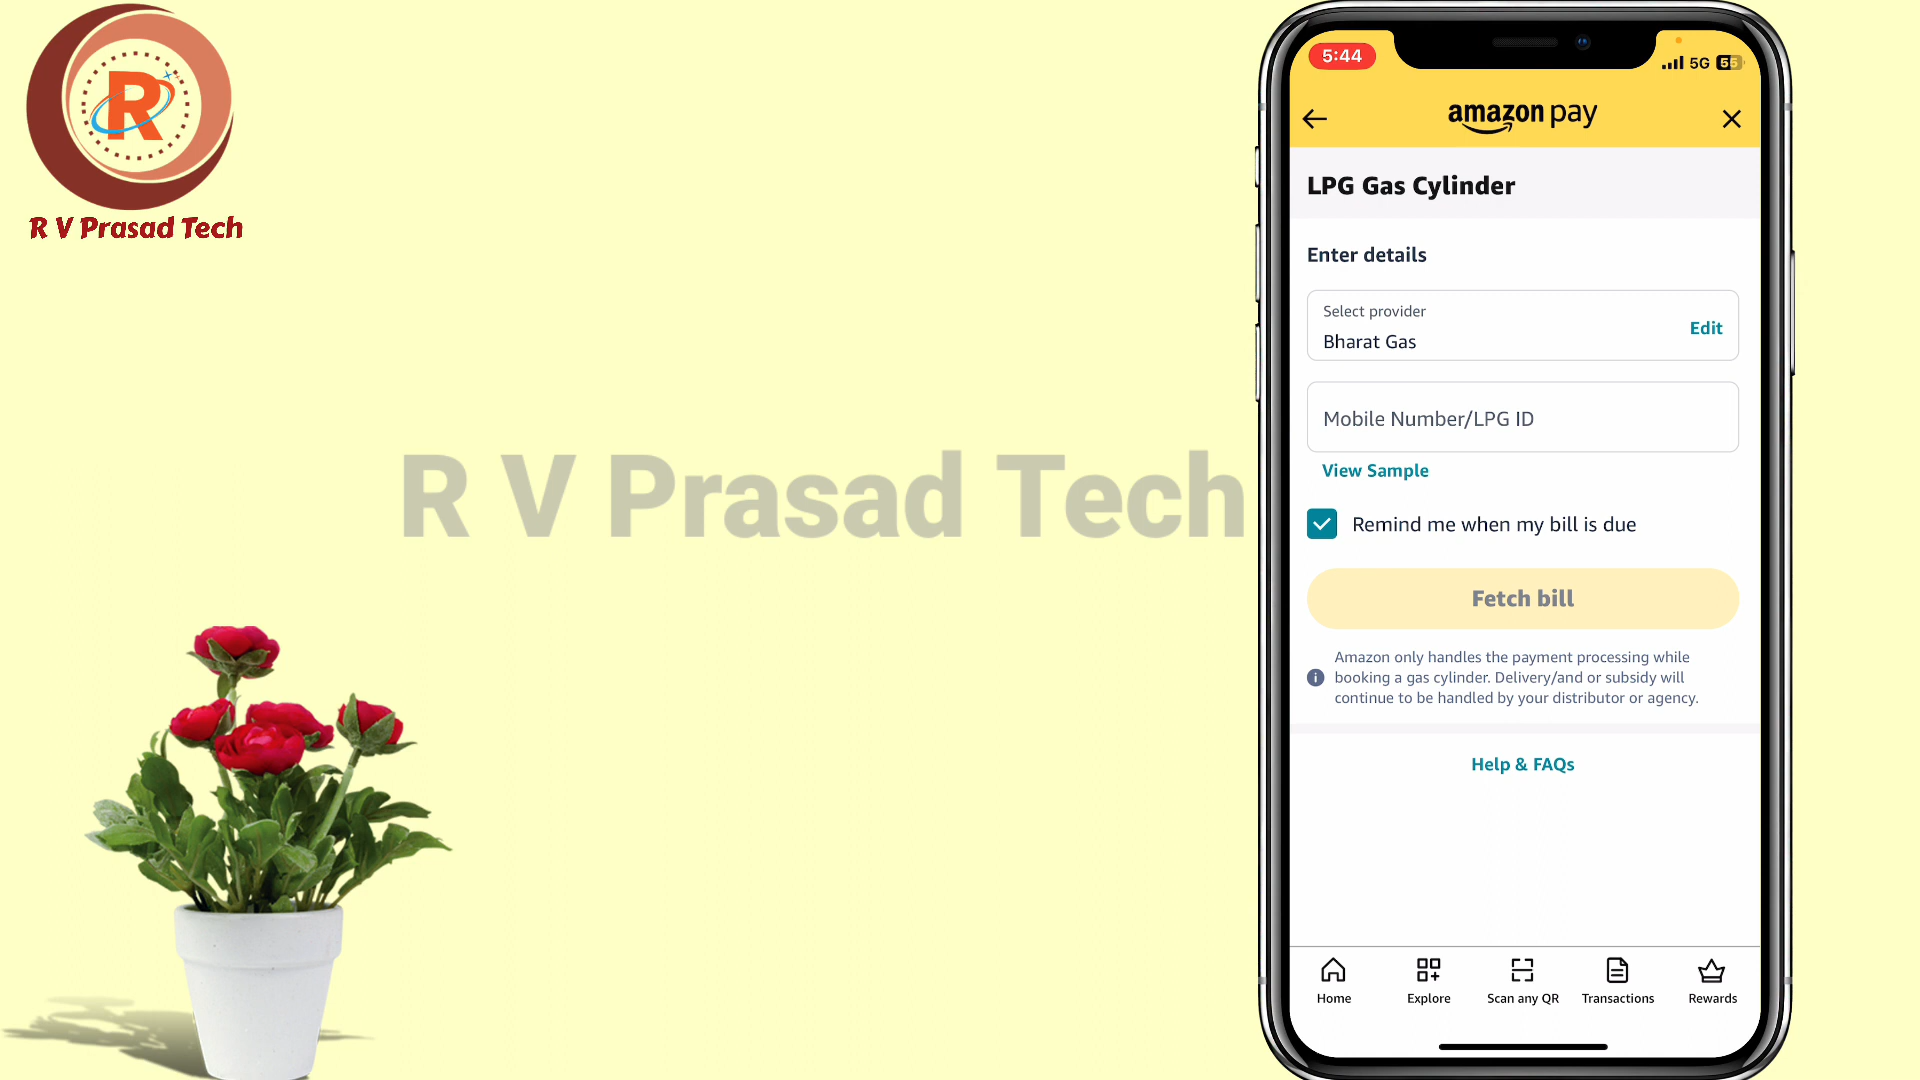 R
R V Prasad Tech
R V Prasad Tech
5:44
5G 55
amazon pay
LPG Gas Cylinder
Enter details
Select provider
Bharat Gas
Edit
Mobile Number/LPG ID
View Sample
Remind me when my bill is due
Fetch bill
Amazon only handles the payment processing while
booking a gas cylinder. Delivery/and or subsidy will
continue to be handled by your distributor or agency.
Help & FAQs
Home
Explore
Scan any QR
Transactions
Rewards